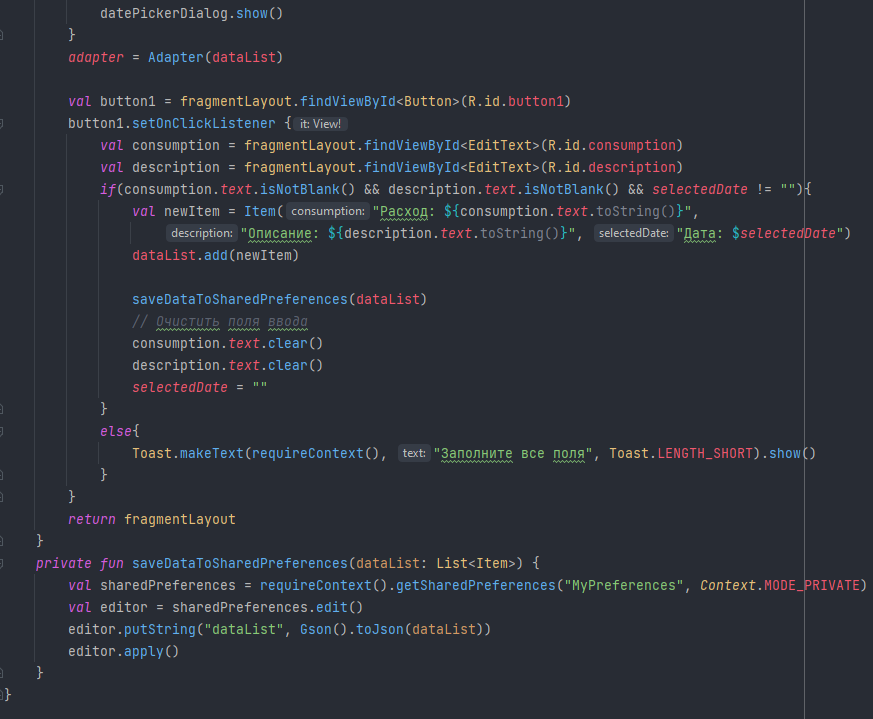 datePickerDialog.show()
}
adapter = Adapter(dataList)
val button1 = fragmentLayout.findViewById<Button>(R.id.button1)
button1.setOnClickListener { it: View!
val consumption = fragmentLayout.findViewById<EditText>(R.id.consumption)
val description = fragmentLayout.findViewById<EditText>(R.id.description)
if(consumption.text.isNotBlank() && description.text.isNotBlank() && selectedDate != ""){
val newItem = Item( consumption: "Расход: ${consumption.text.toString()}",
description: "Описание: ${description.text.toString()}", selectedDate: "Дата: $selectedDate")
dataList.add(newItem)
saveDataToSharedPreferences(dataList)
// Очистить поля ввода
consumption.text.clear()
description.text.clear()
selectedDate = ""
}
else{
Toast.makeText(requireContext(), text: "Заполните все поля", Toast.LENGTH_SHORT).show()
}
}
return fragmentLayout
}
private fun saveDataToSharedPreferences(dataList: List<Item>) {
val sharedPreferences = requireContext().getSharedPreferences("MyPreferences", Context.MODE_PRIVATE)
val editor = sharedPreferences.edit()
editor.putString("dataList", Gson().toJson(dataList))
editor.apply()
}
}